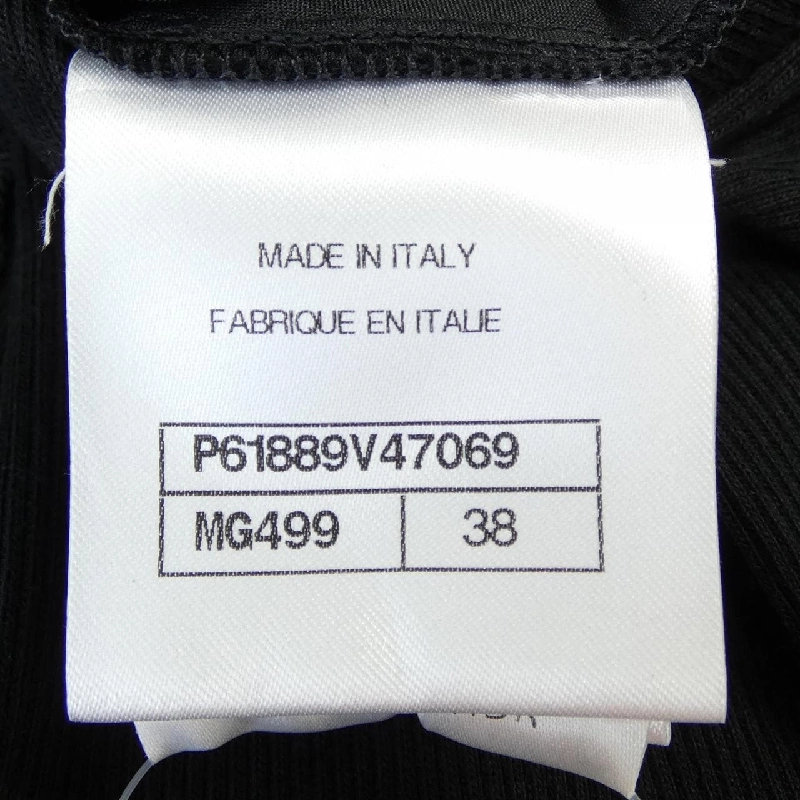 MADE IN ITALY
FABRIQUE EN ITALIE
P61889V47069
MG499 38